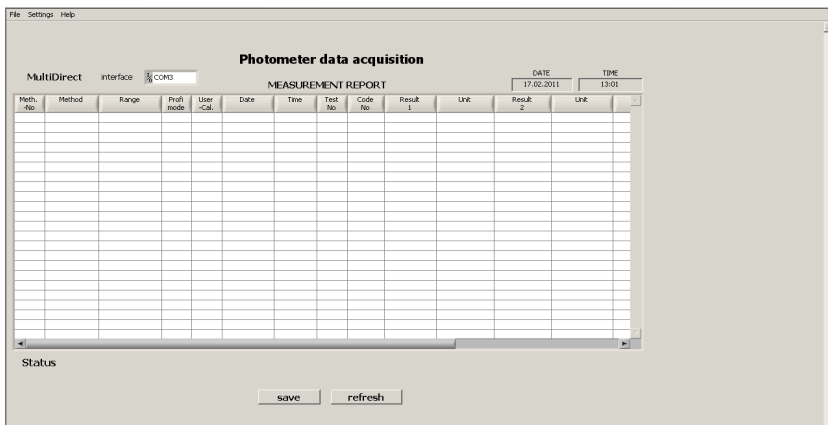 File Settings Help
Photometer data acquisition
MultiDirect interface COM3 DATE TIME
MEASUREMENT REPORT 17.02.2011 13:01
Meth. Method Range Profi User Date Time Test Code Result Unit Result Unit
-No mode -Cal. No No 1 2
Status
save refresh